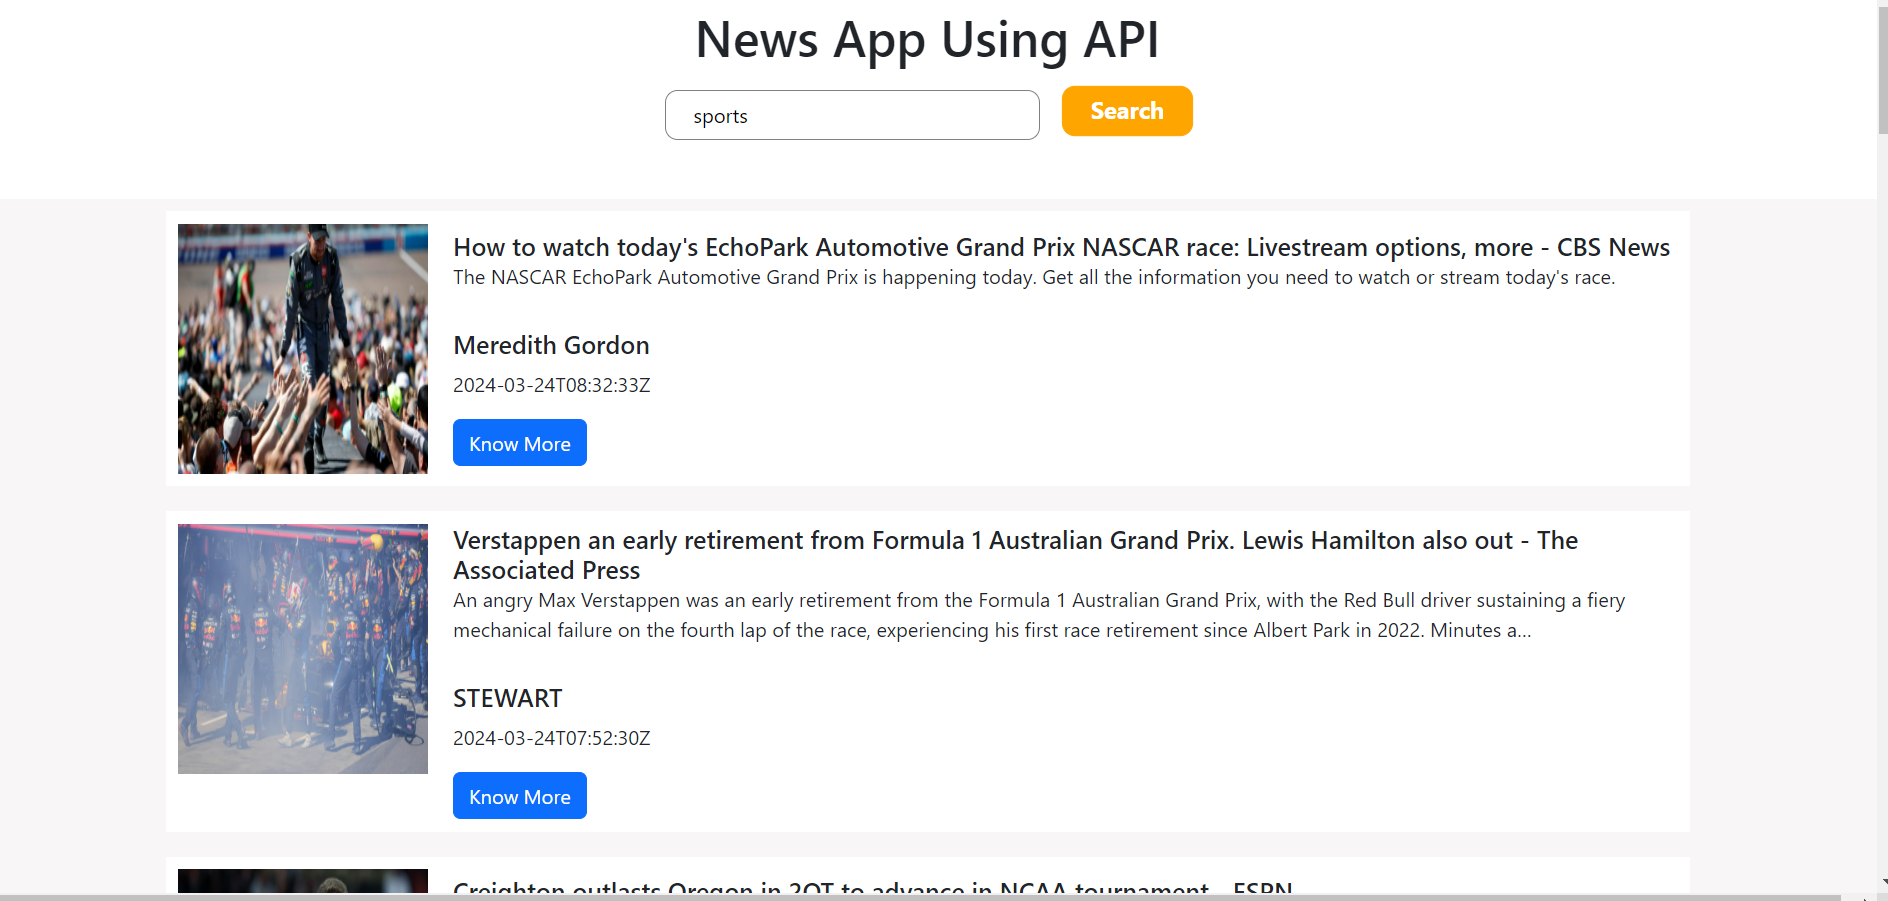 News App Using API
sports
Search
How to watch today's EchoPark Automotive Grand Prix NASCAR race: Livestream options, more - CBS News
The NASCAR EchoPark Automotive Grand Prix is happening today. Get all the information you need to watch or stream today's race.
Meredith Gordon
2024-03-24T08:32:33Z
Know More
Verstappen an early retirement from Formula 1 Australian Grand Prix. Lewis Hamilton also out - The
Associated Press
An angry Max Verstappen was an early retirement from the Formula 1 Australian Grand Prix, with the Red Bull driver sustaining a fiery
mechanical failure on the fourth lap of the race, experiencing his first race retirement since Albert Park in 2022. Minutes a…
STEWART
2024-03-24T07:52:30Z
Know More
Creighton outlasts Oregon in 2OT to advance in NCAA tournament - ESPN